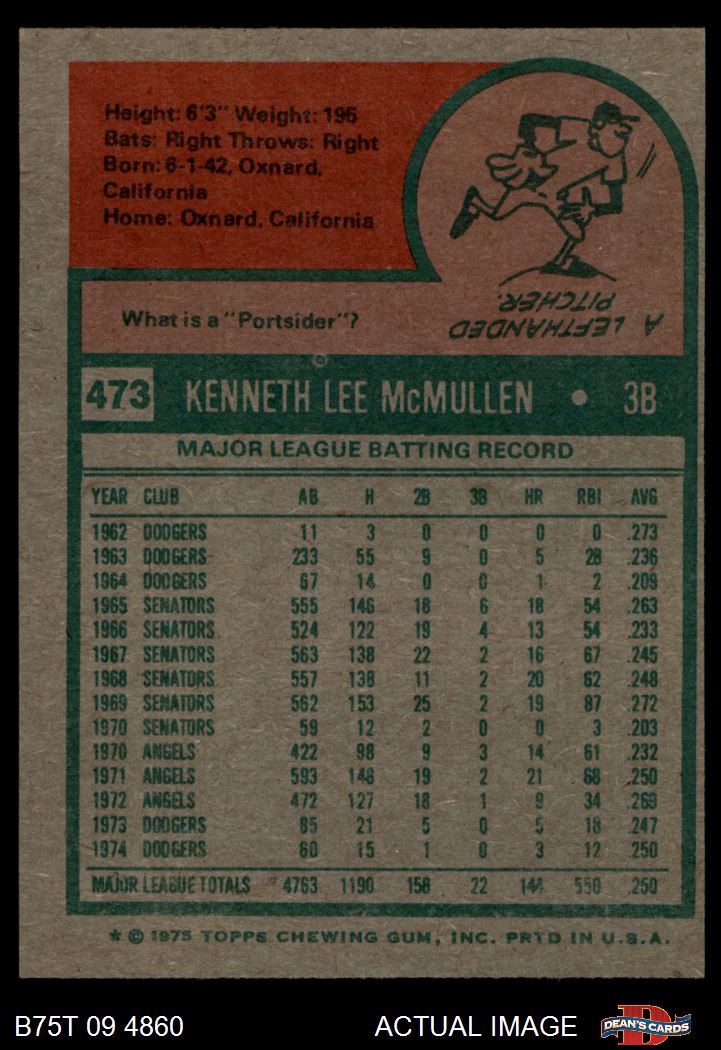 Height: 6'3" Weight: 195
Bats: Right Throws: Right
Born: 6-1-42, Oxnard,
California
Home: Oxnard, California
What is a "Portsider"?
A LEFTHANDED
PITCHER.
473 KENNETH LEE McMULLEN • 3B
MAJOR LEAGUE BATTING RECORD
YEAR CLUB AB H 2B 3B HR RBI AVG
1962 DODGERS 11 3 0 0 0 0 .273
1963 DODGERS 233 55 9 0 5 28 .236
1964 DODGERS 67 14 0 0 1 2 .209
1965 SENATORS 555 146 18 6 18 54 .263
1966 SENATORS 524 122 19 4 13 54 .233
1967 SENATORS 563 138 22 2 16 67 .245
1968 SENATORS 557 138 11 2 20 62 .248
1969 SENATORS 562 153 25 2 19 87 .272
1970 SENATORS 59 12 2 0 0 3 .203
1970 ANGELS 422 98 9 3 14 61 .232
1971 ANGELS 593 148 19 2 21 68 .250
1972 ANGELS 472 127 18 1 9 34 .269
1973 DODGERS 85 21 5 0 5 18 .247
1974 DODGERS 60 15 1 0 3 12 .250
MAJOR LEAGUE TOTALS 4763 1190 158 22 144 550 .250
* © 1975 TOPPS CHEWING GUM, INC. PRTD IN U.S.A.
B75T 09 4860 ACTUAL IMAGE D DEAN'S CARDS